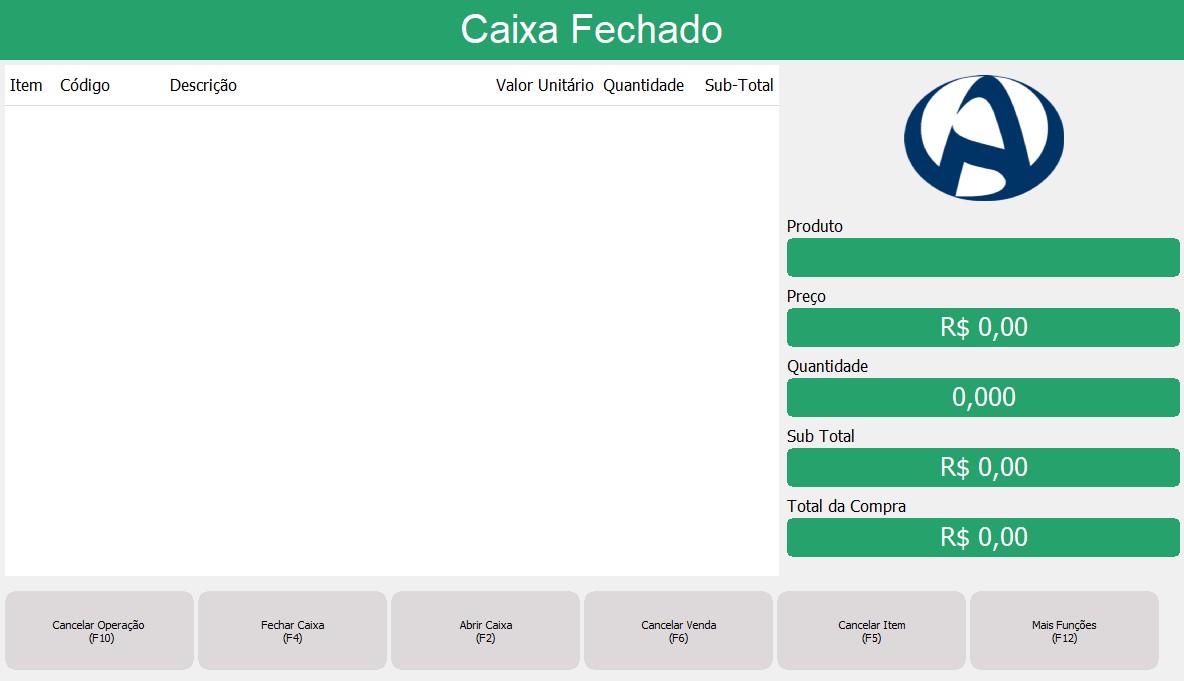 Caixa Fechado
Item Código Descrição Valor Unitário Quantidade Sub-Total
Produto
Preço
R$ 0,00
Quantidade
0,000
Sub Total
R$ 0,00
Total da Compra
R$ 0,00
Cancelar Operação
(F10)
Fechar Caixa
(F4)
Abrir Caixa
(F2)
Cancelar Venda
(F6)
Cancelar Item
(F5)
Mais Funções
(F12)